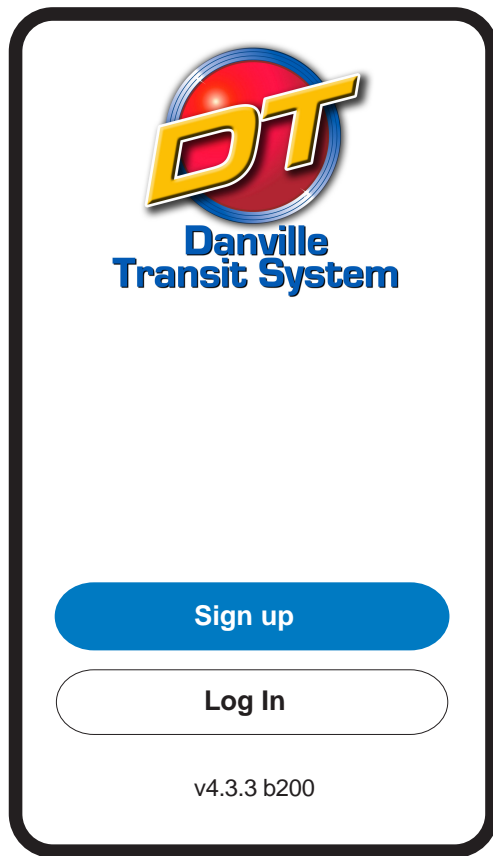 DT
Danville
Transit System
Sign up
Log In
v4.3.3 b200